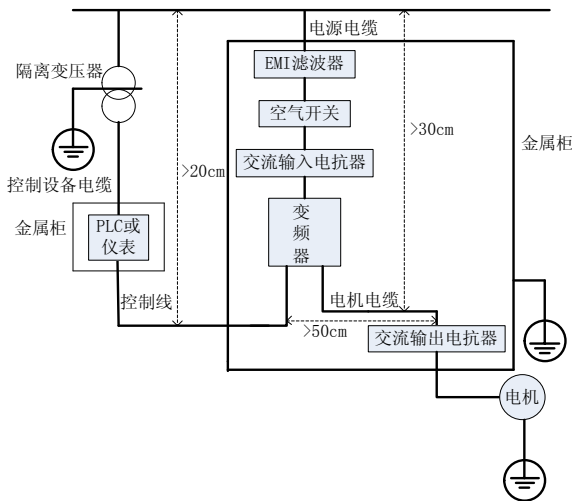 电源电缆
EMI滤波器
隔离变压器
空气开关
>30cm
金属柜
交流输入电抗器
>20cm
控制设备电缆
变
频
器
PLC或
仪表
金属柜
控制线
电机电缆
>50cm
交流输出电抗器
电机